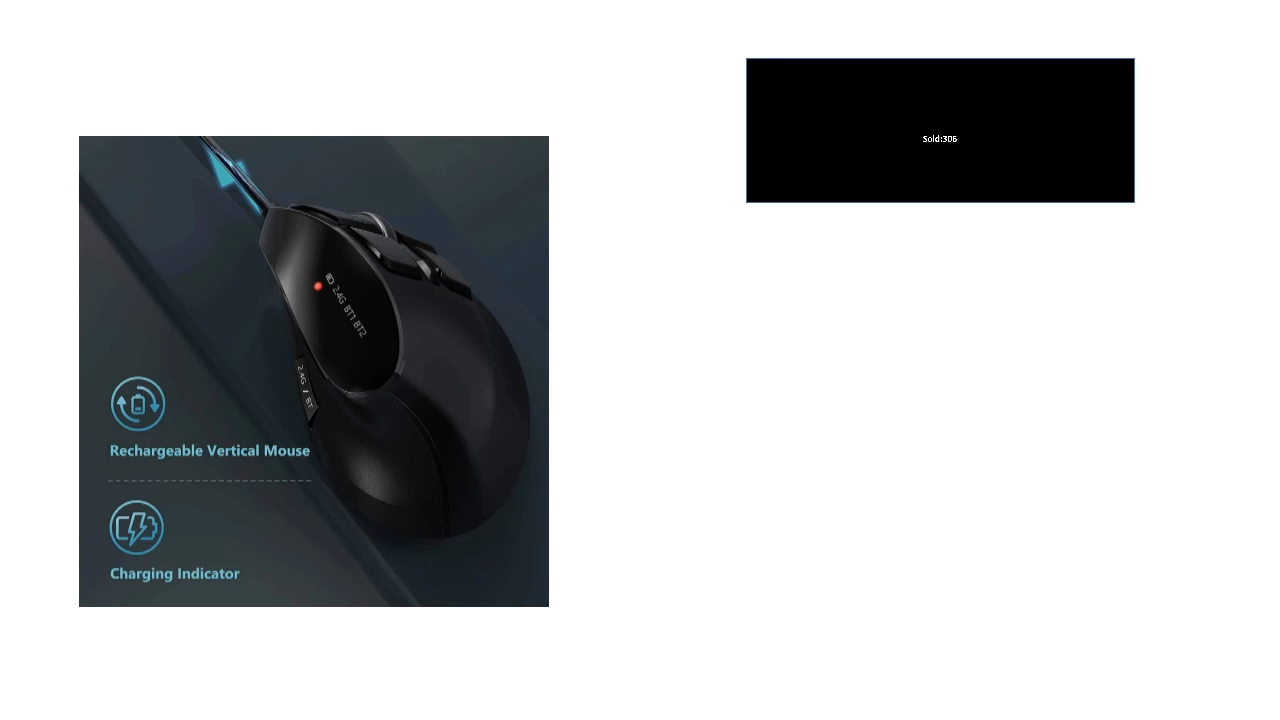 Sold:306
2.4G BT1 BT2
2.4G / BT
Rechargeable Vertical Mouse
Charging Indicator